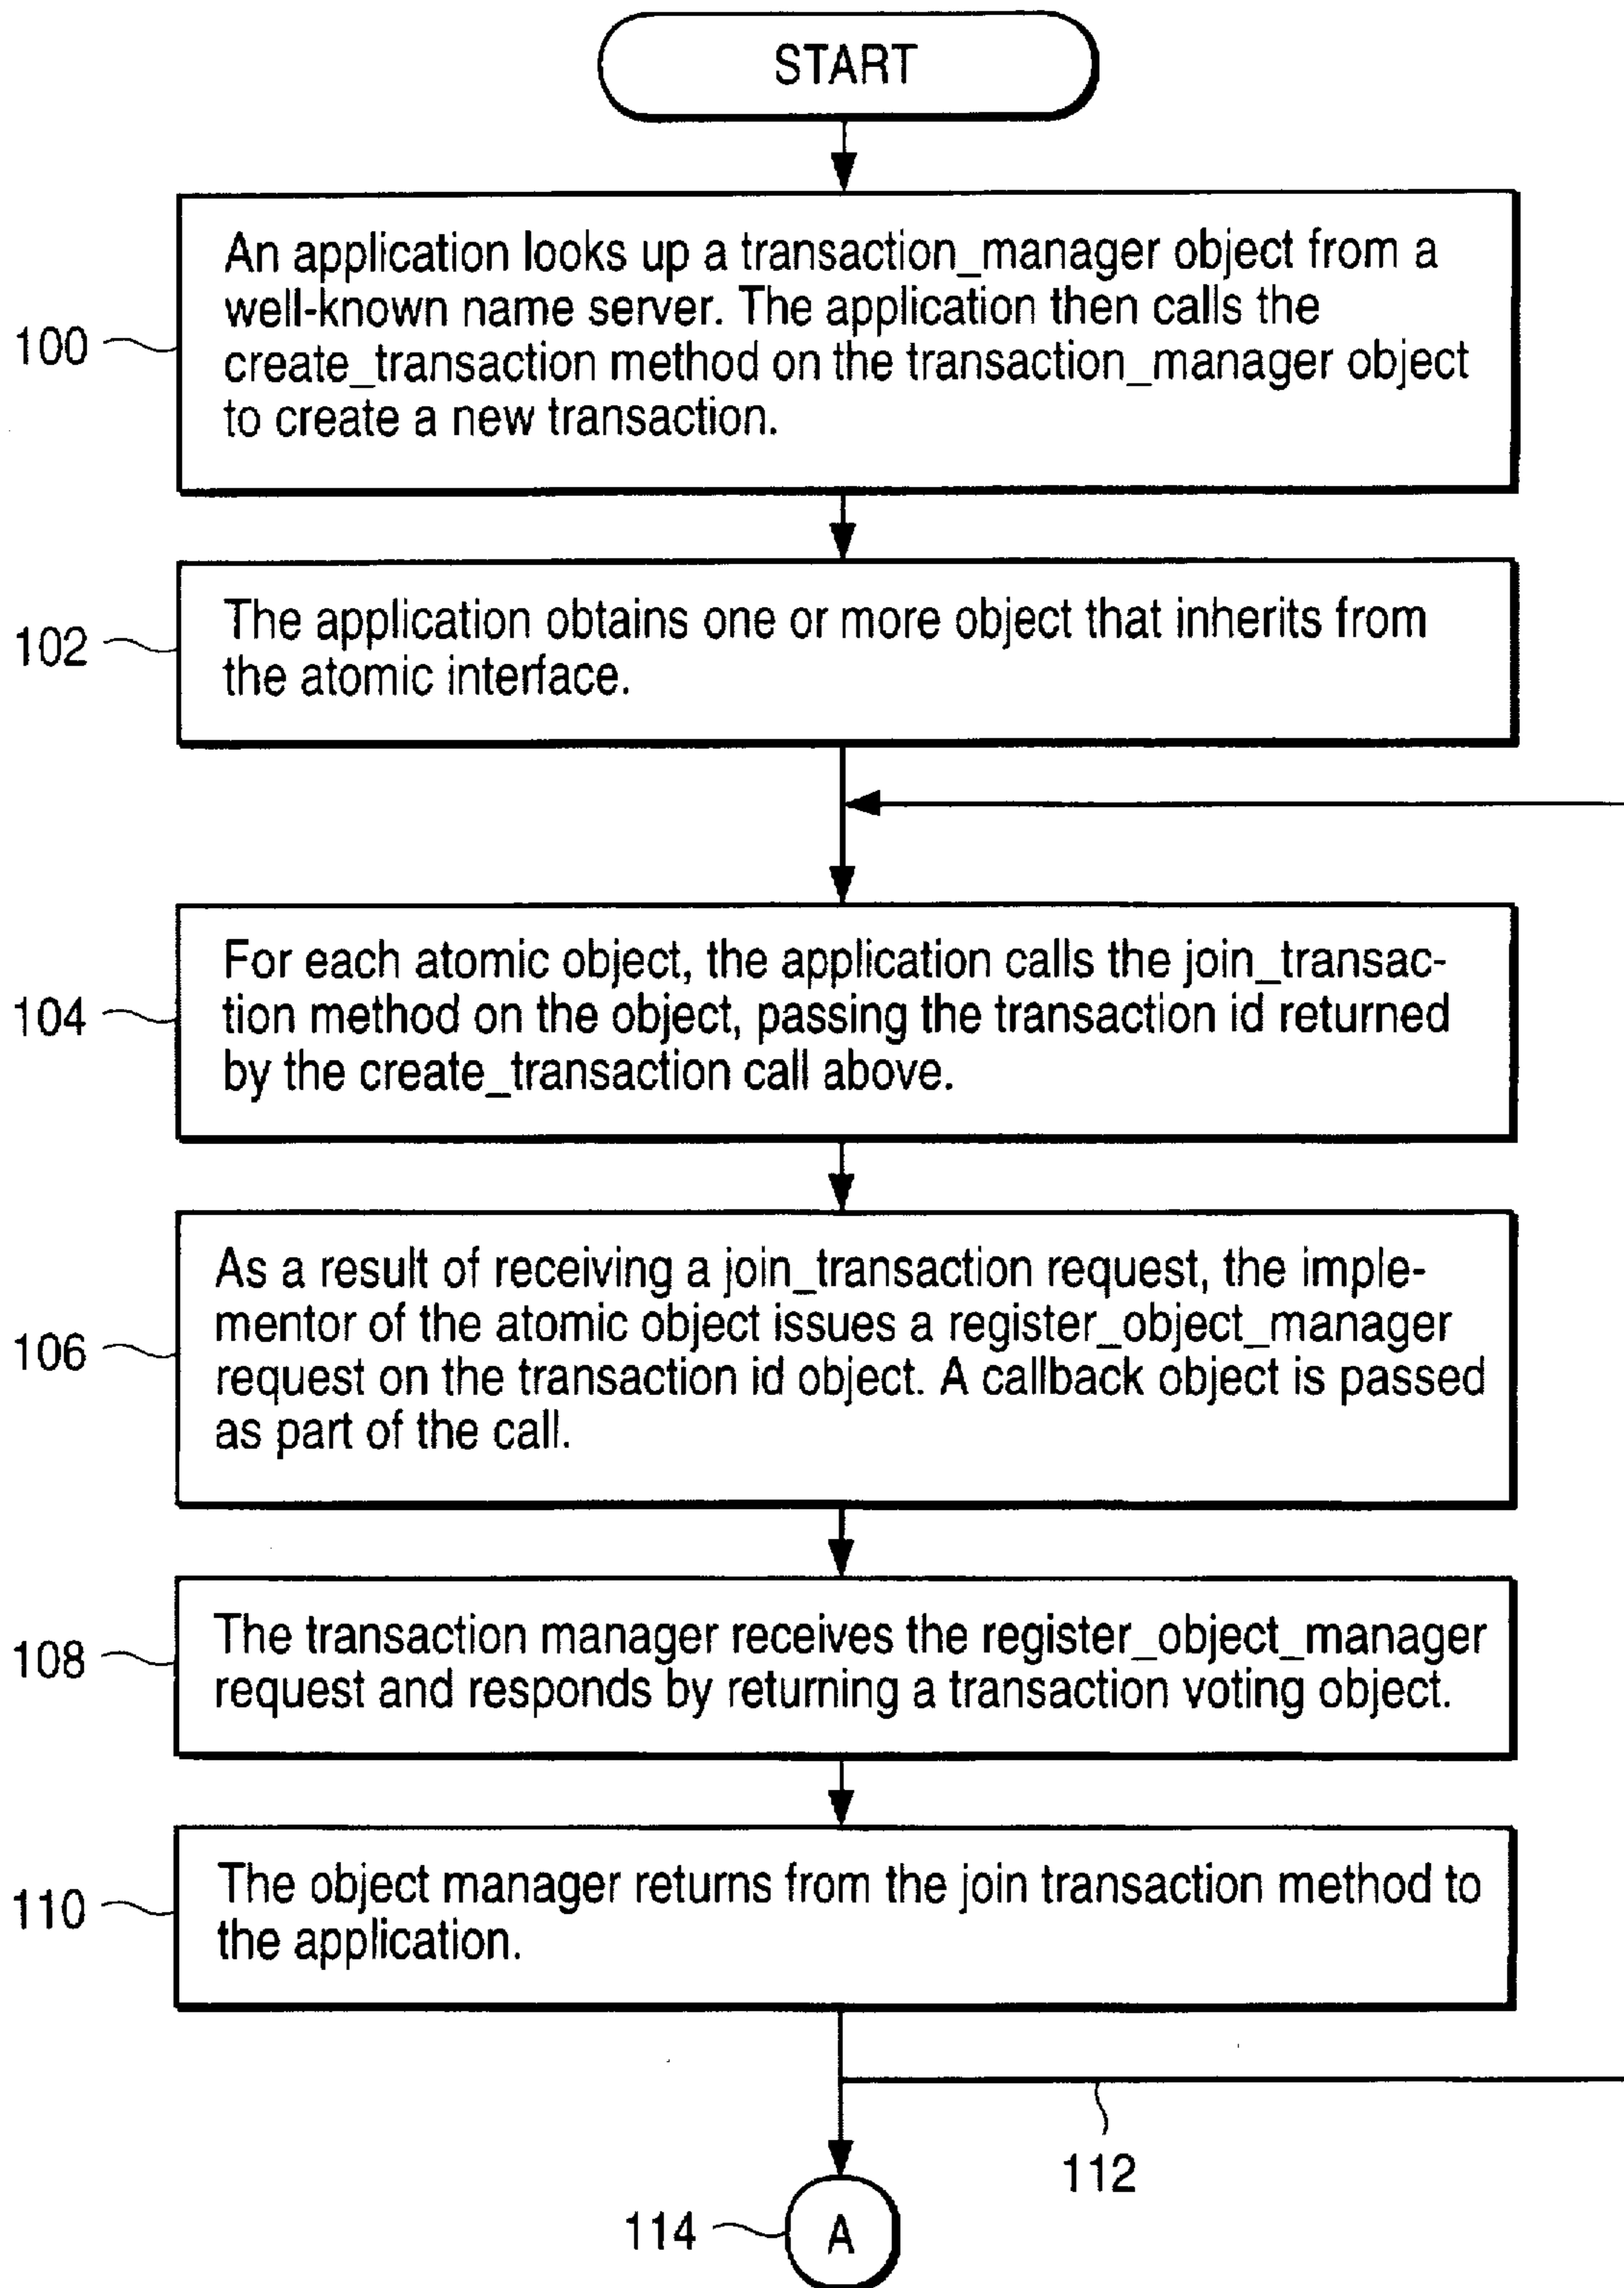 START
An application looks up a transaction_manager object from a
well-known name server. The application then calls the
create_transaction method on the transaction_manager object
to create a new transaction.
100
The application obtains one or more object that inherits from
the atomic interface.
102
For each atomic object, the application calls the join_transac-
tion method on the object, passing the transaction id returned
by the create_transaction call above.
104
As a result of receiving a join_transaction request, the imple-
mentor of the atomic object issues a register_object_manager
request on the transaction id object. A callback object is passed
as part of the call.
106
The transaction manager receives the register_object_manager
request and responds by returning a transaction voting object.
108
The object manager returns from the join transaction method to
the application.
110
112
114
A